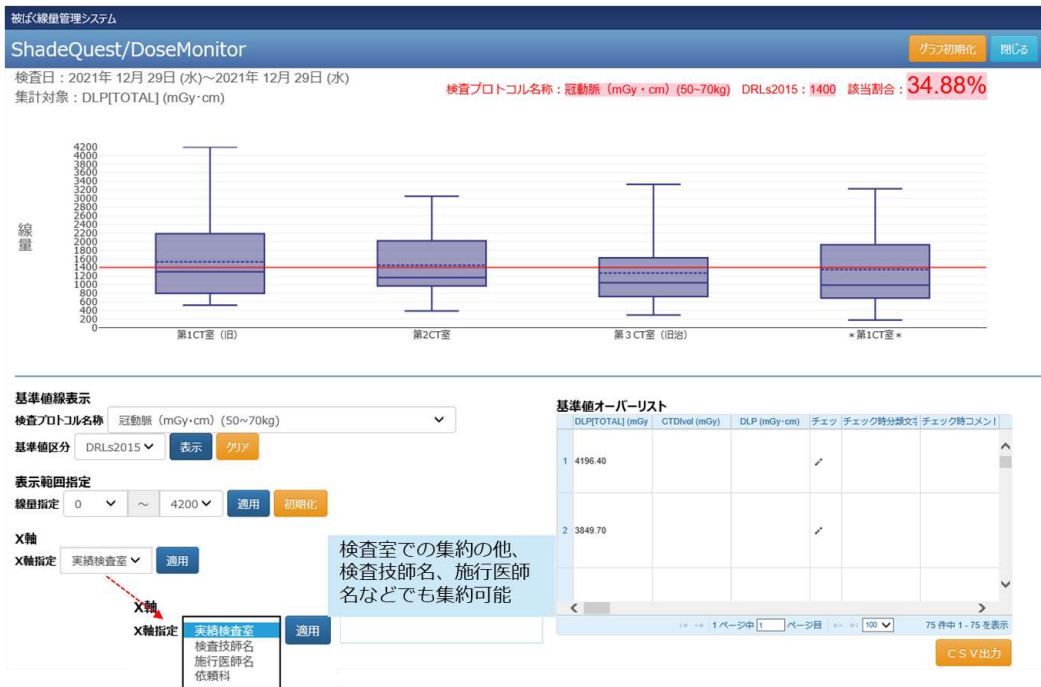 被ばく線量管理システム
ShadeQuest/DoseMonitor
グラフ初期化 閉じる
検査日：2021年 12月 29日 (水)～2021年 12月 29日 (水)
集計対象：DLP[TOTAL] (mGy･cm)
検査プロトコル名称：冠動脈（mGy・cm）(50~70kg) DRLs2015：1400 該当割合：34.88%
線量
4200
4000
3800
3600
3400
3200
3000
2800
2600
2400
2200
2000
1800
1600
1400
1200
1000
800
600
400
200
0
第1CT室（旧） 第2CT室 第３CT室（旧治） ＊第1CT室＊
基準値線表示
検査プロトコル名称 冠動脈（mGy･cm）(50~70kg)
基準値区分 DRLs2015 表示 クリア
表示範囲指定
線量指定 0 ～ 4200 適用 初期化
X軸
X軸指定 実績検査室 適用
X軸
X軸指定 実績検査室 適用
検査技師名
施行医師名
依頼科
検査室での集約の他、
検査技師名、施行医師
名などでも集約可能
基準値オーバーリスト
DLP[TOTAL] (mGy CTDIvol (mGy) DLP (mGy･cm) チェッ チェック時分類文字 チェック時コメント
1 4196.40
2 3849.70
1 ページ中 1 ページ目 100 75 件中 1 - 75 を表示
ＣＳＶ出力